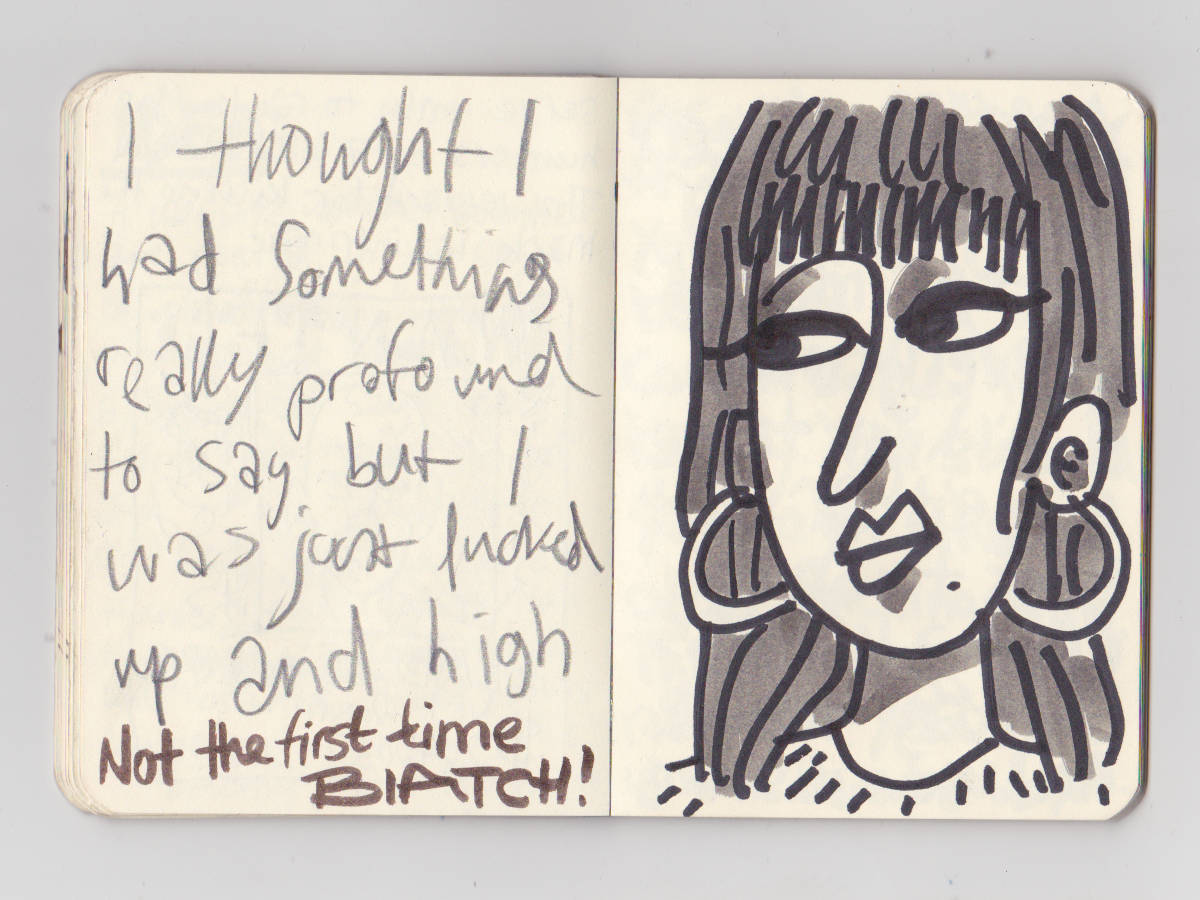 I thought I
had something
really profound
to say but I
was just fucked
up and high
Not the first time
BIATCH!